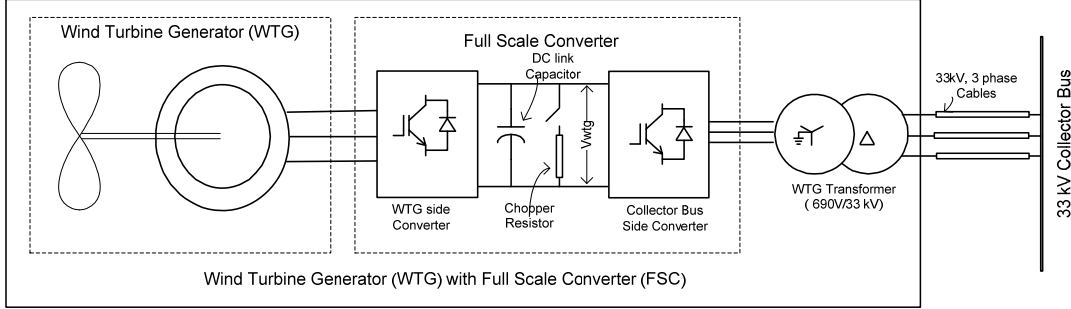 Wind Turbine Generator (WTG)
Full Scale Converter
DC link
Capacitor
Vwtg
WTG side
Converter
Chopper
Resistor
Collector Bus
Side Converter
WTG Transformer
( 690V/33 kV)
33kV, 3 phase
Cables
33 kV Collector Bus
Wind Turbine Generator (WTG) with Full Scale Converter (FSC)